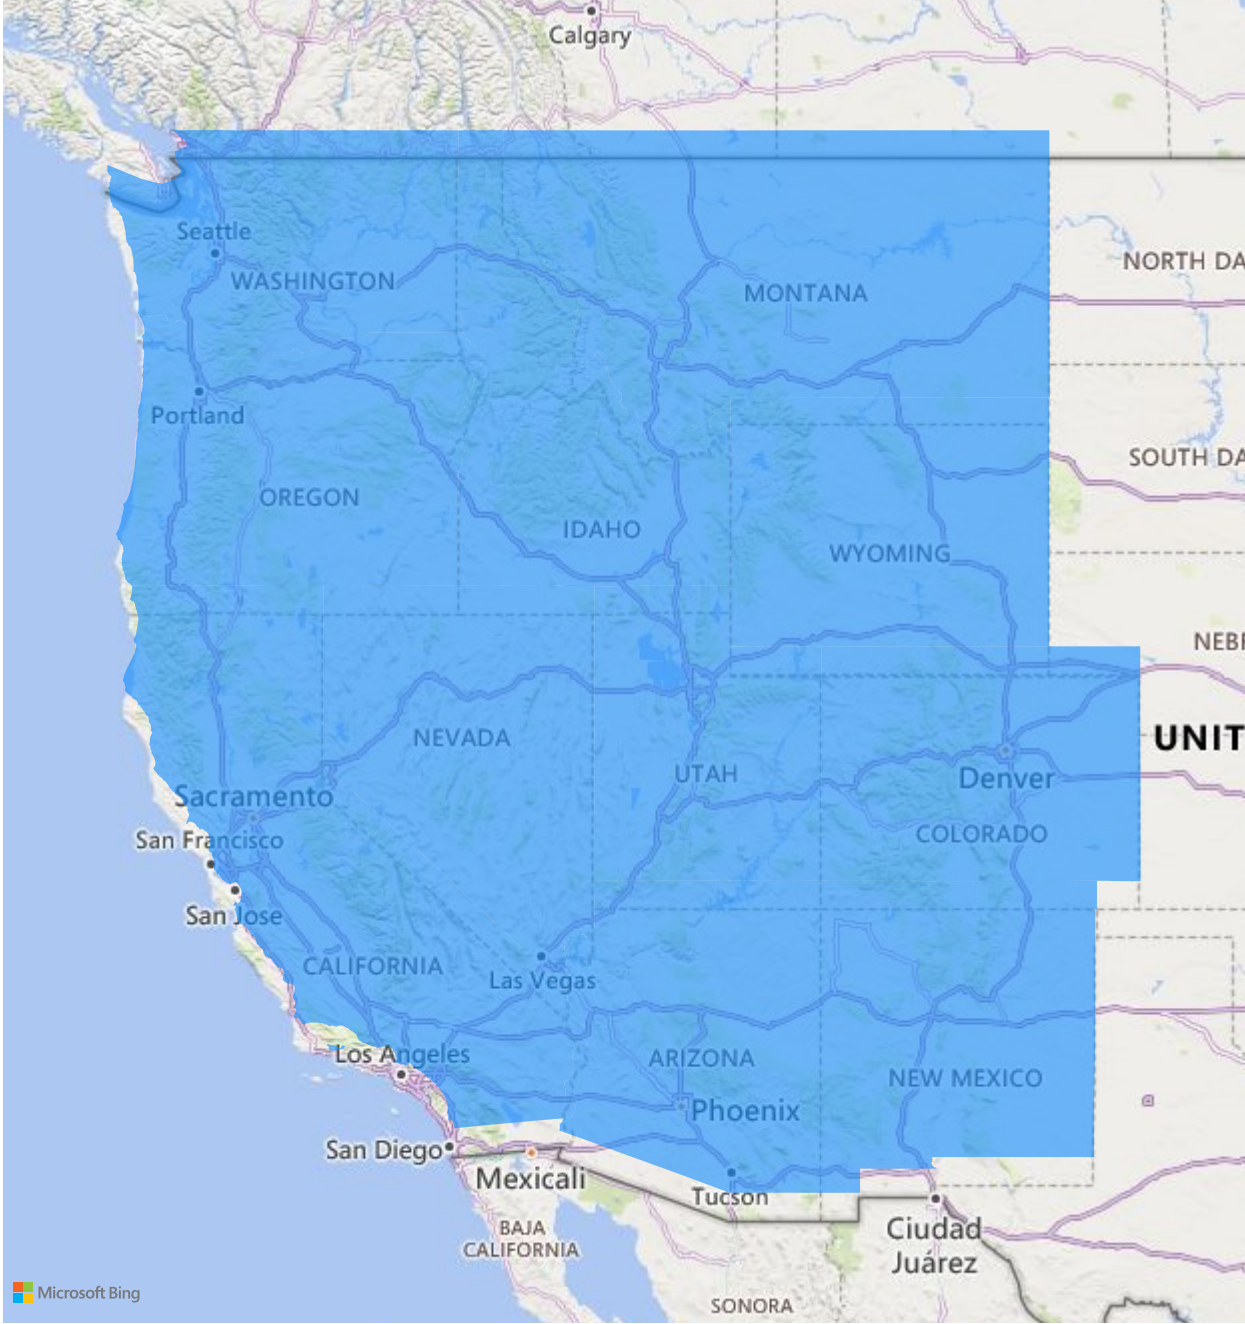 Calgary
Seattle
WASHINGTON
MONTANA
NORTH DA
Portland
SOUTH DA
OREGON
IDAHO
WYOMING
NEBR
NEVADA
UNIT
UTAH
Denver
Sacramento
COLORADO
San Francisco
San Jose
CALIFORNIA
Las Vegas
Los Angeles
ARIZONA
NEW MEXICO
Phoenix
San Diego
Mexicali
Tucson
BAJA
CALIFORNIA
Ciudad
Juárez
Microsoft Bing
SONORA